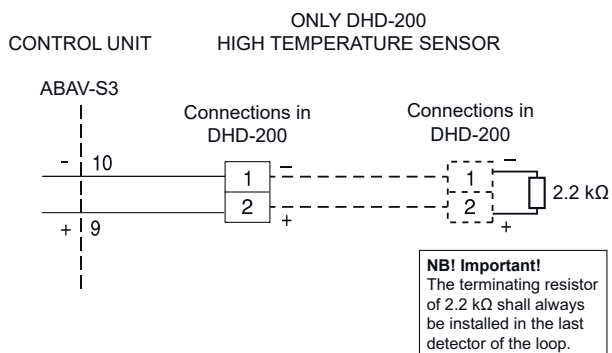 ONLY DHD-200
CONTROL UNIT HIGH TEMPERATURE SENSOR
ABAV-S3
Connections in
DHD-200
Connections in
DHD-200
- 10
1 -
2 +
+ 9
1 -
2 +
2.2 kΩ
NB! Important!
The terminating resistor
of 2.2 kΩ shall always
be installed in the last
detector of the loop.